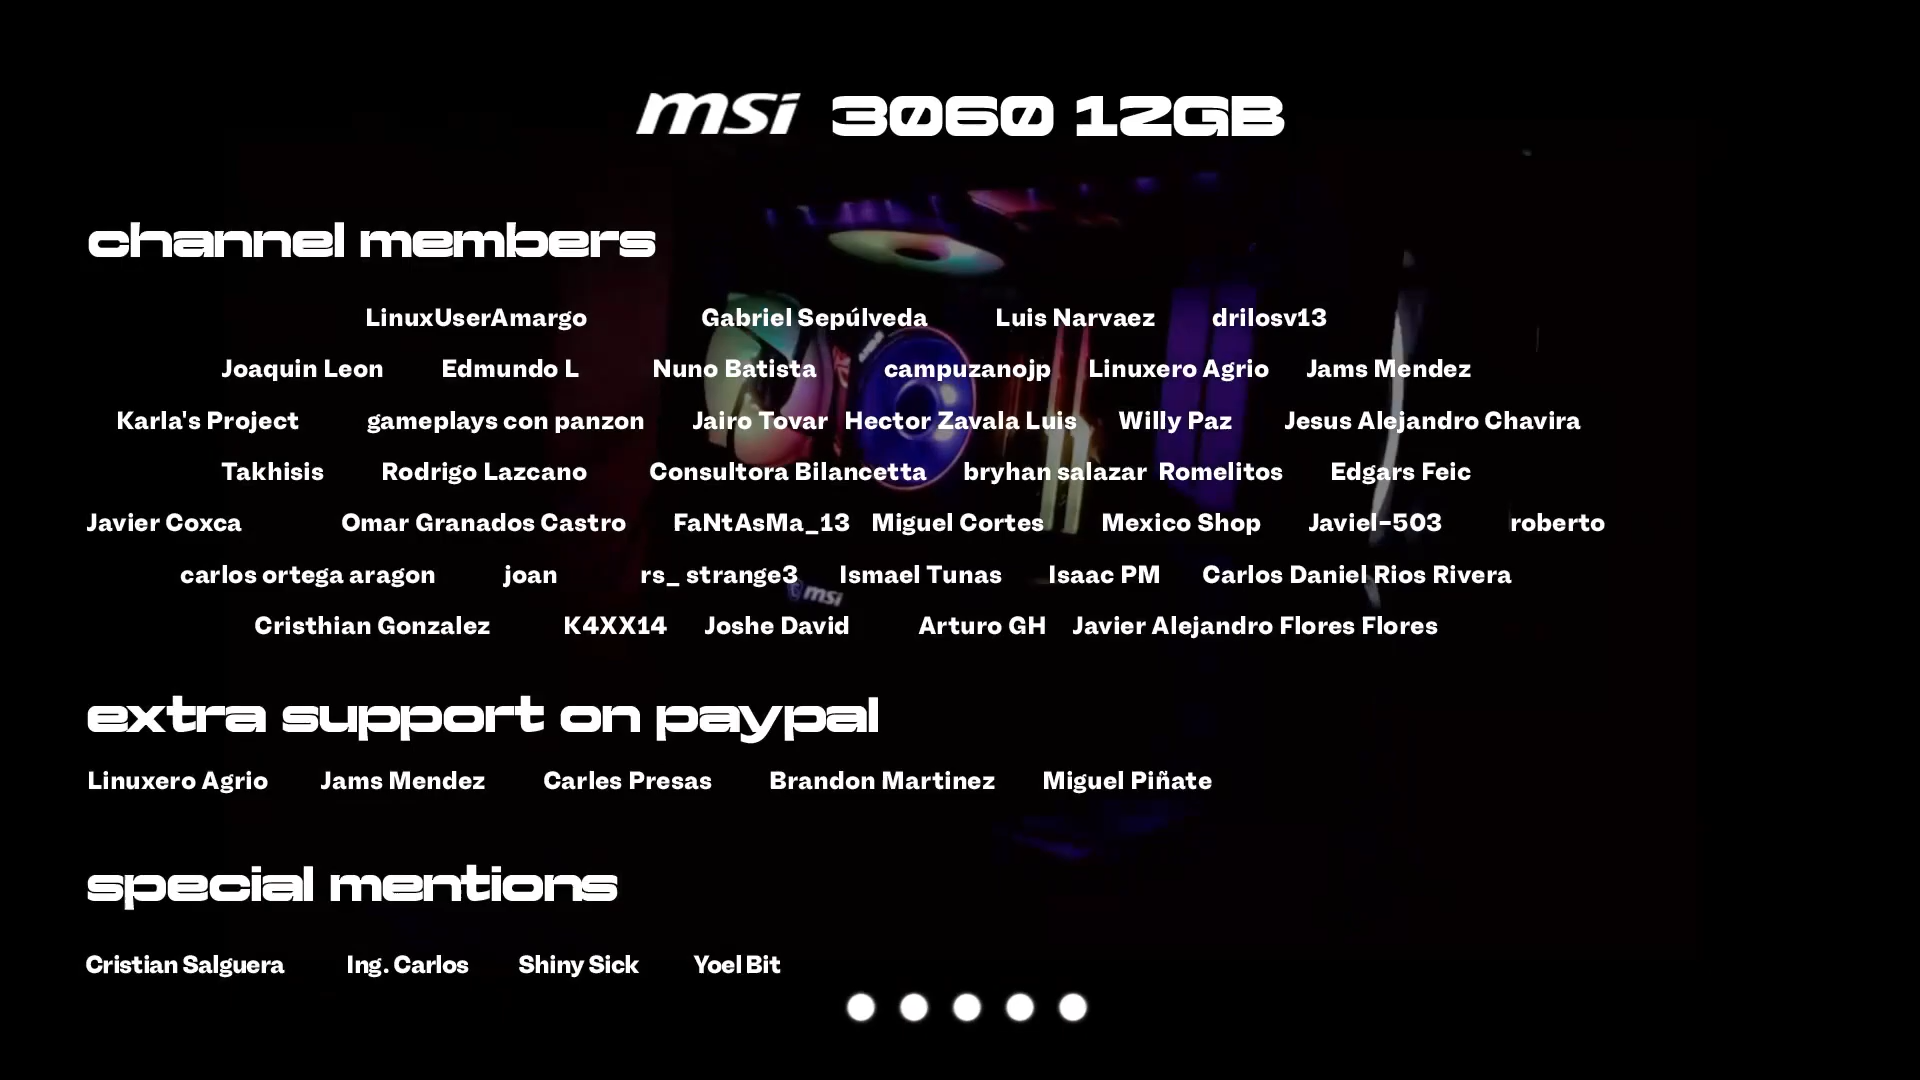 msi 3060 12GB
channel members
LinuxUserAmargo Gabriel Sepúlveda Luis Narvaez drilosv13
Joaquin Leon Edmundo L Nuno Batista campuzanojp Linuxero Agrio Jams Mendez
Karla's Project gameplays con panzon Jairo Tovar Hector Zavala Luis Willy Paz Jesus Alejandro Chavira
Takhisis Rodrigo Lazcano Consultora Bilancetta bryhan salazar Romelitos Edgars Feic
Javier Coxca Omar Granados Castro FaNtAsMa_13 Miguel Cortes Mexico Shop Javiel-503 roberto
carlos ortega aragon joan rs_ strange3 Ismael Tunas Isaac PM Carlos Daniel Rios Rivera
msi
Cristhian Gonzalez K4XX14 Joshe David Arturo GH Javier Alejandro Flores Flores
extra support on paypal
Linuxero Agrio Jams Mendez Carles Presas Brandon Martinez Miguel Piñate
special mentions
Cristian Salguera Ing. Carlos Shiny Sick Yoel Bit